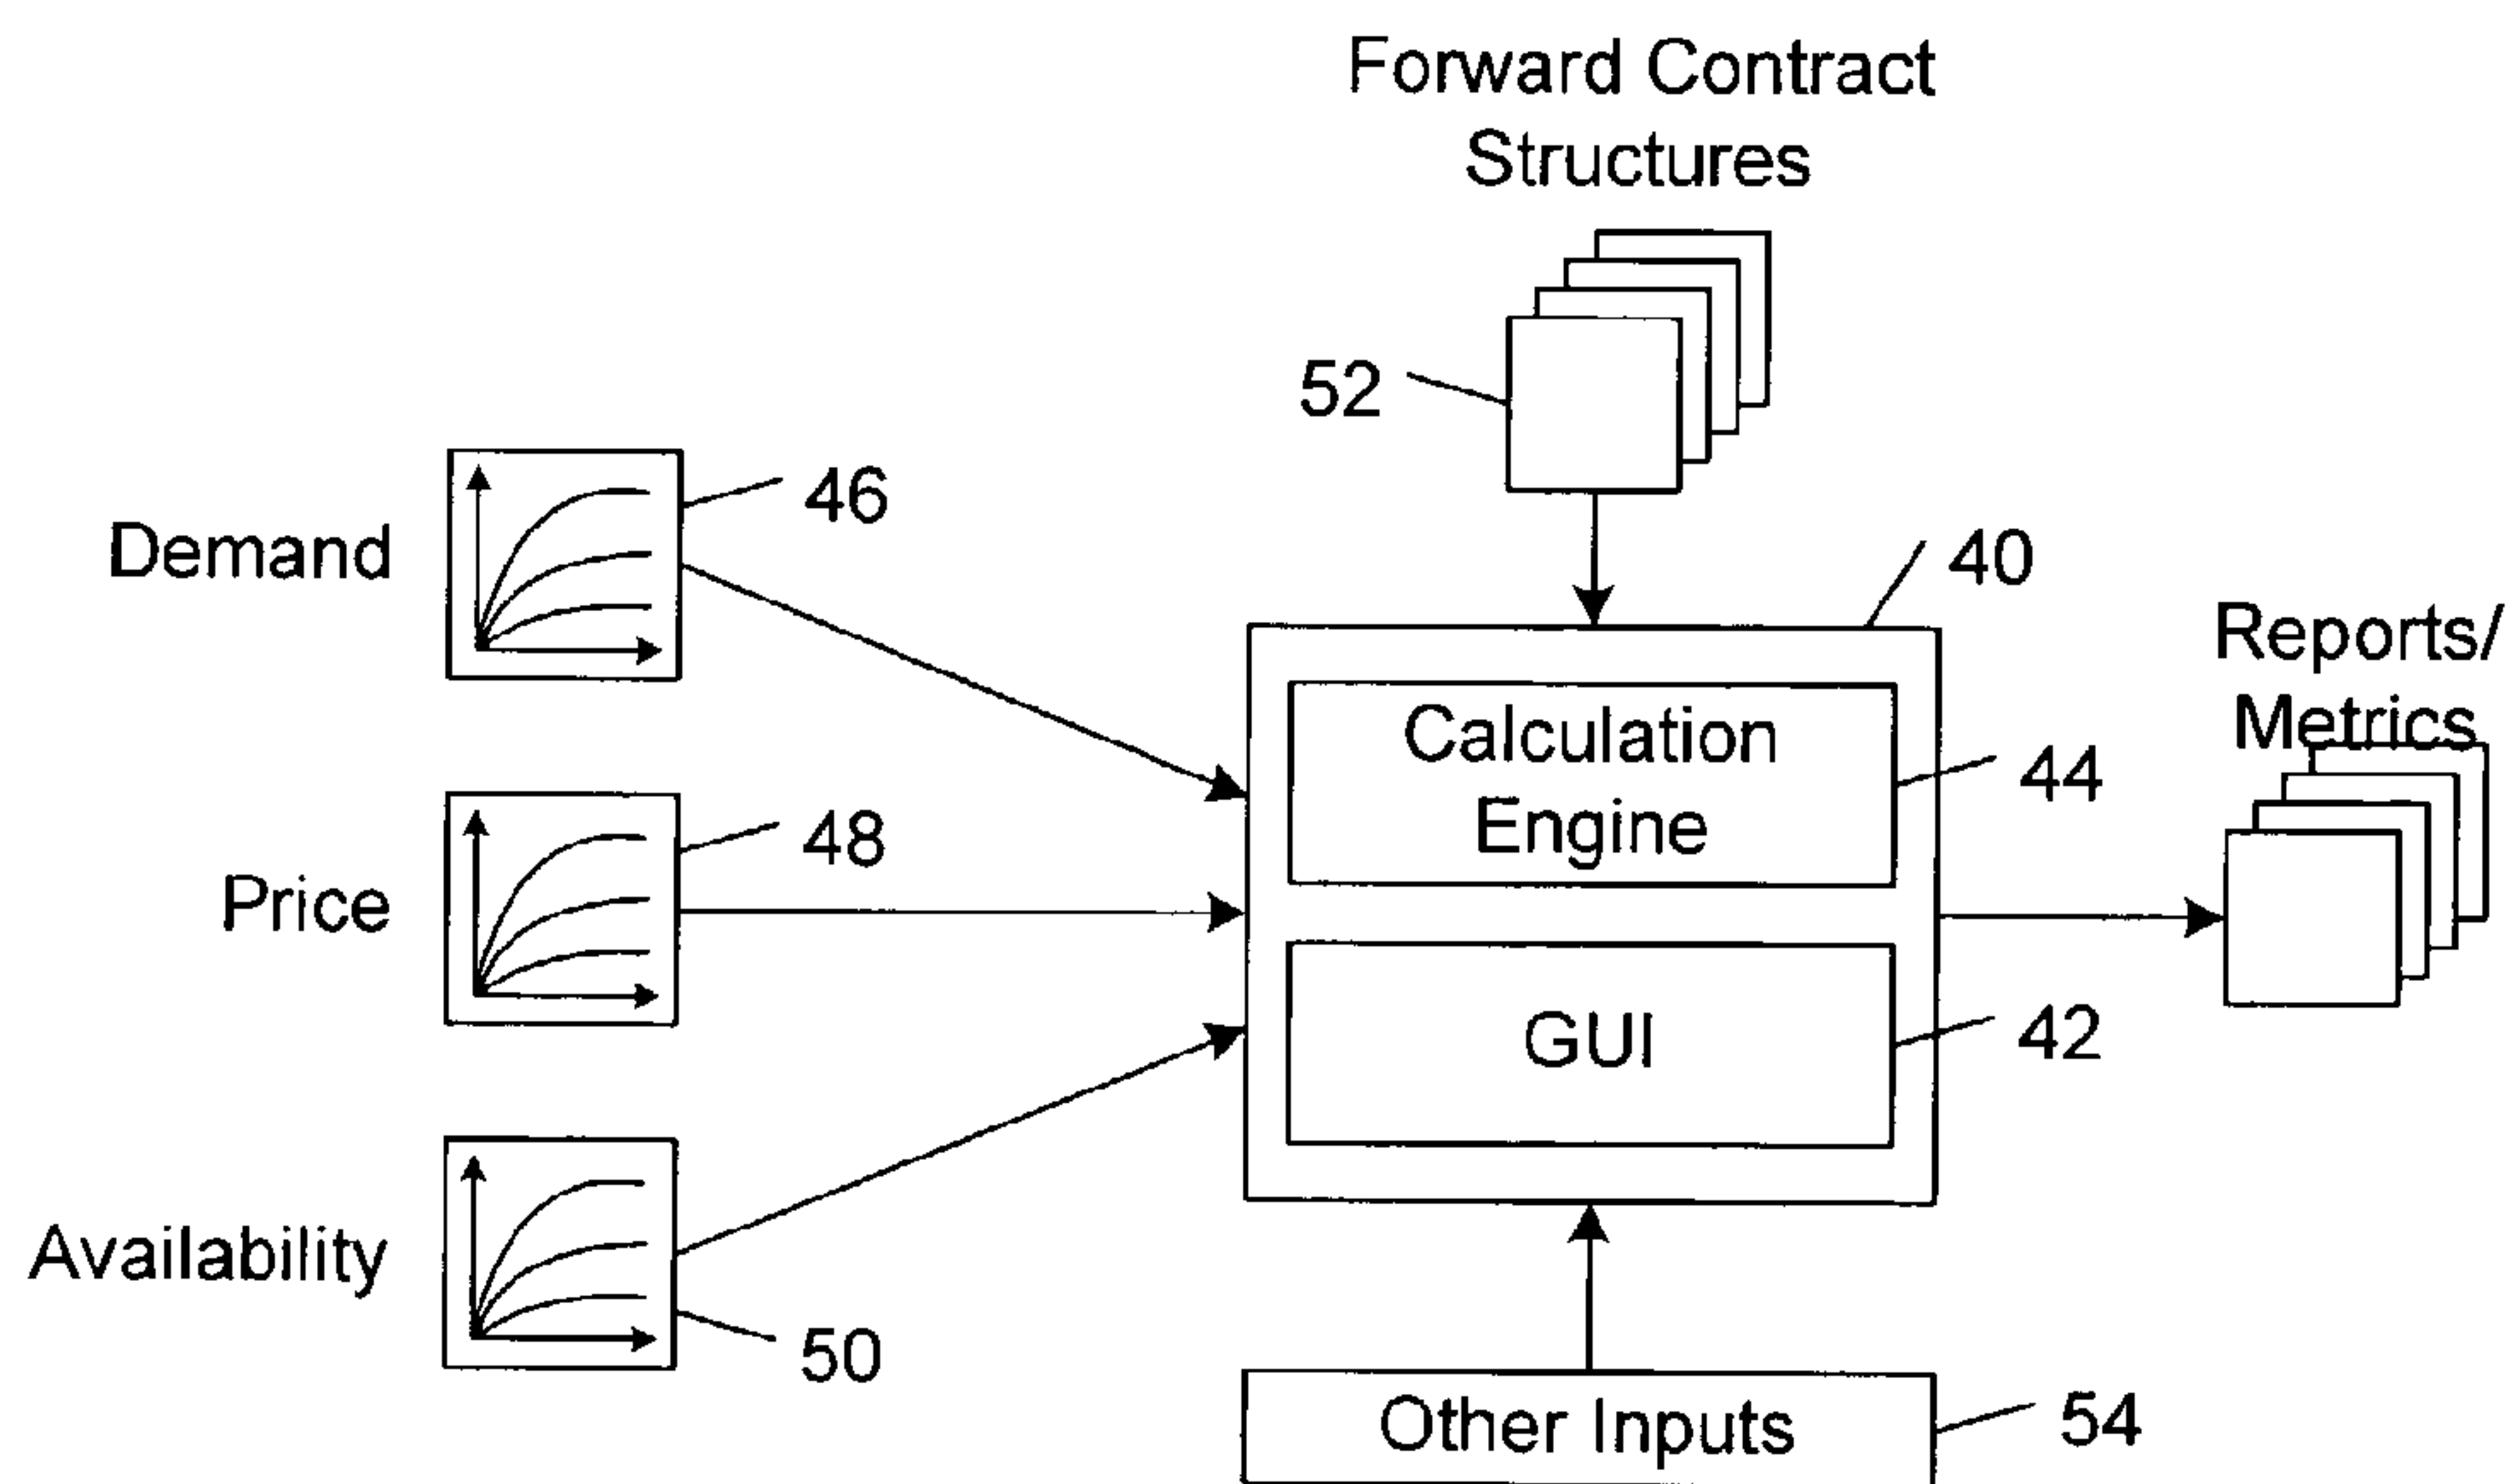 Forward Contract
Structures
52
46
Demand
40
Reports/
Metrics
Calculation
Engine
44
48
Price
GUI
42
Availability
50
Other Inputs
54